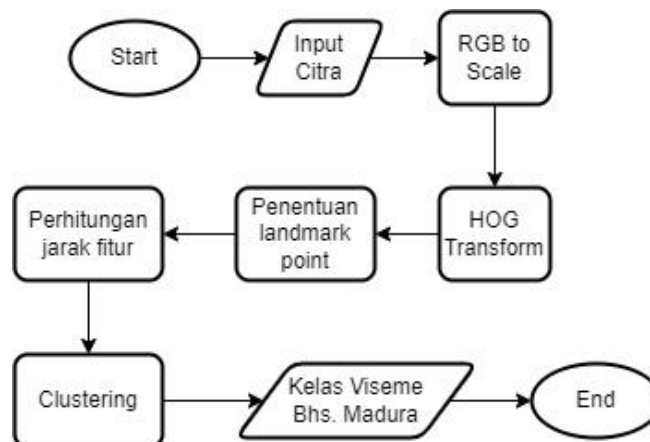 Start
Input
Citra
RGB to
Scale
HOG
Transform
Penentuan
landmark
point
Perhitungan
jarak fitur
Clustering
Kelas Viseme
Bhs. Madura
End